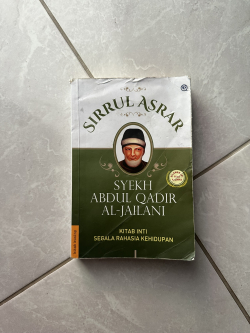 SIRRUL ASRAR
SYEKH
ABDUL QADIR
AL-JAILANI
KITAB INTI
SEGALA RAHASIA KEHIDUPAN